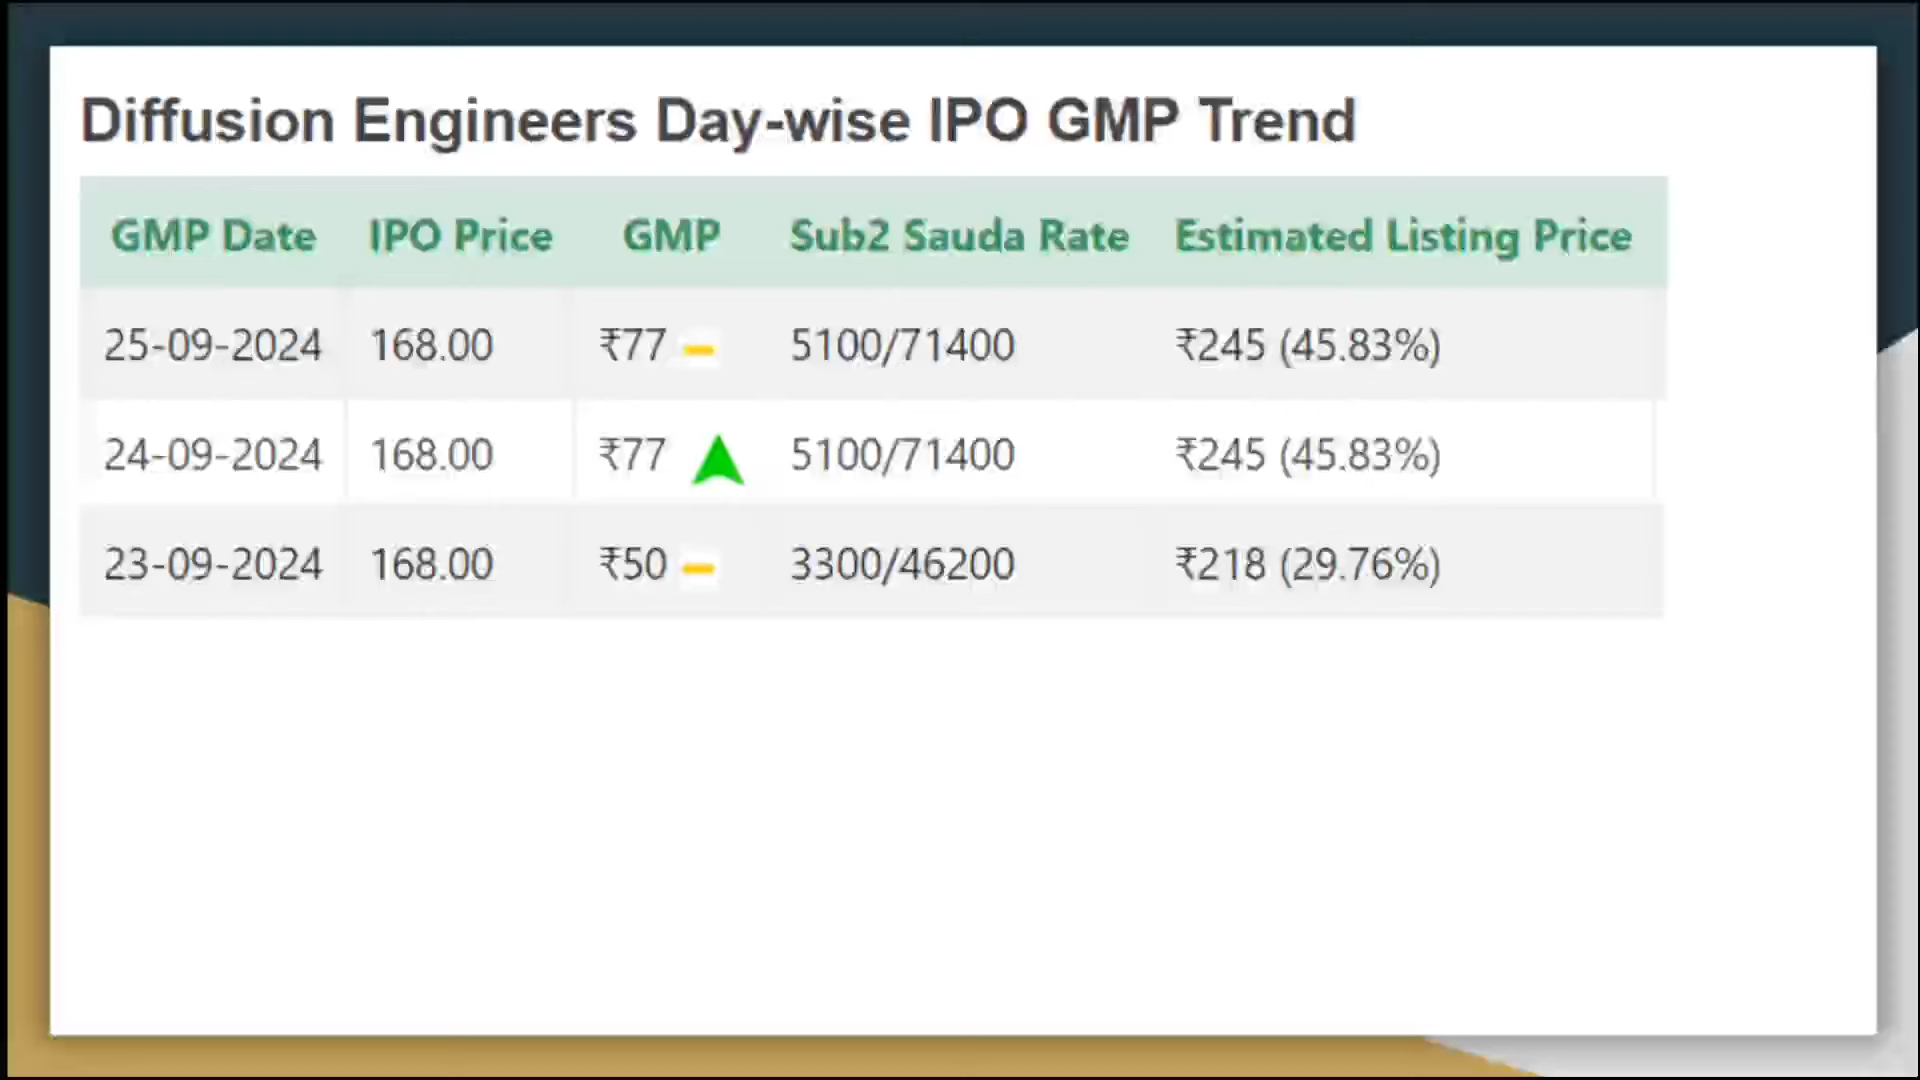 Diffusion Engineers Day-wise IPO GMP Trend
GMP Date IPO Price GMP Sub2 Sauda Rate Estimated Listing Price
25-09-2024 168.00 ₹77 5100/71400 ₹245 (45.83%)
24-09-2024 168.00 ₹77 5100/71400 ₹245 (45.83%)
23-09-2024 168.00 ₹50 3300/46200 ₹218 (29.76%)